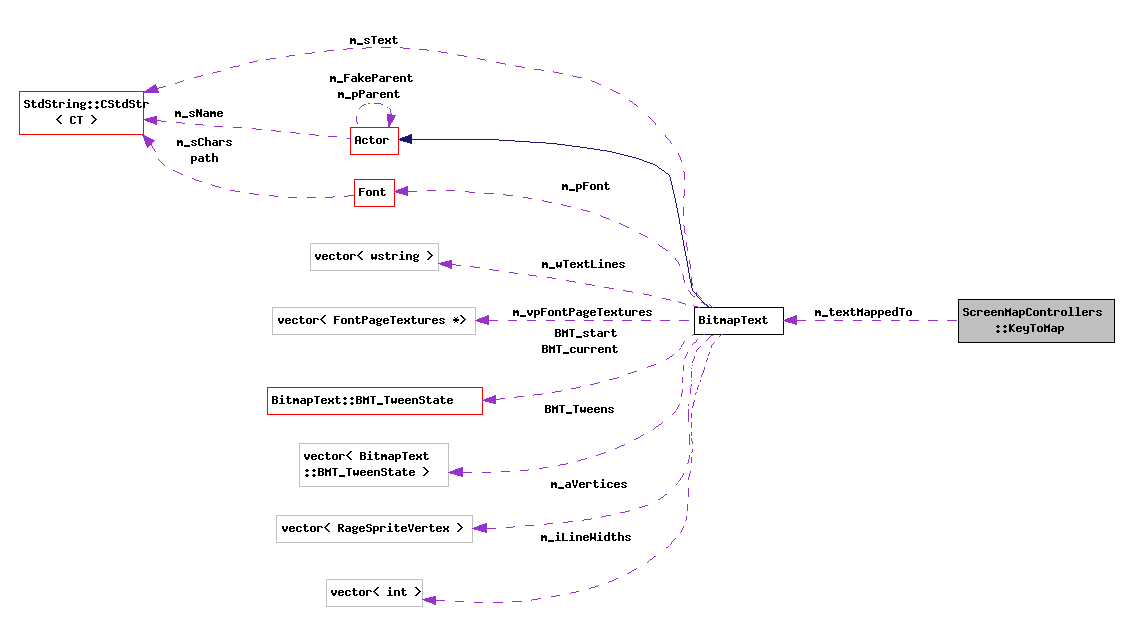 m_sText
m_FakeParent
m_pParent
StdString::CStdStr
< CT >
m_sName
Actor
m_sChars
path
Font
m_pFont
vector< wstring >
m_wTextLines
vector< FontPageTextures *>
m_vpFontPageTextures
BitmapText
m_textMappedTo
ScreenMapControllers
::KeyToMap
BMT_start
BMT_current
BitmapText::BMT_TweenState
BMT_Tweens
vector< BitmapText
::BMT_TweenState >
m_aVertices
vector< RageSpriteVertex >
m_iLineWidths
vector< int >